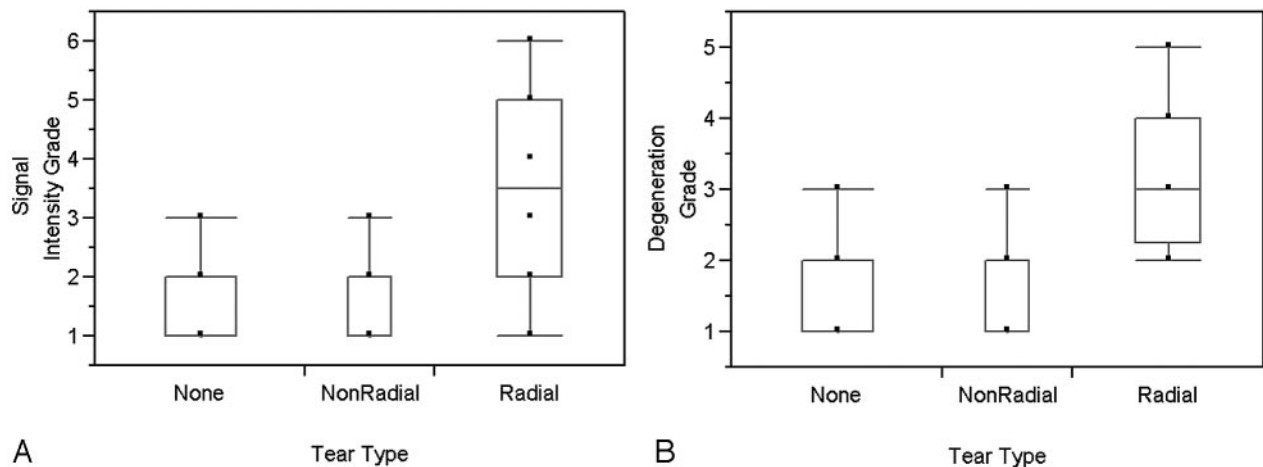 Signal
Intensity Grade
6
5
4
3
2
1
None NonRadial Radial
Tear Type
A
Degeneration
Grade
5
4
3
2
1
None NonRadial Radial
Tear Type
B